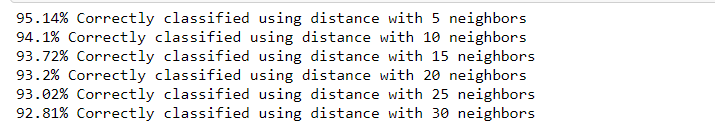 95.14% Correctly classified using distance with 5 neighbors
94.1% Correctly classified using distance with 10 neighbors
93.72% Correctly classified using distance with 15 neighbors
93.2% Correctly classified using distance with 20 neighbors
93.02% Correctly classified using distance with 25 neighbors
92.81% Correctly classified using distance with 30 neighbors